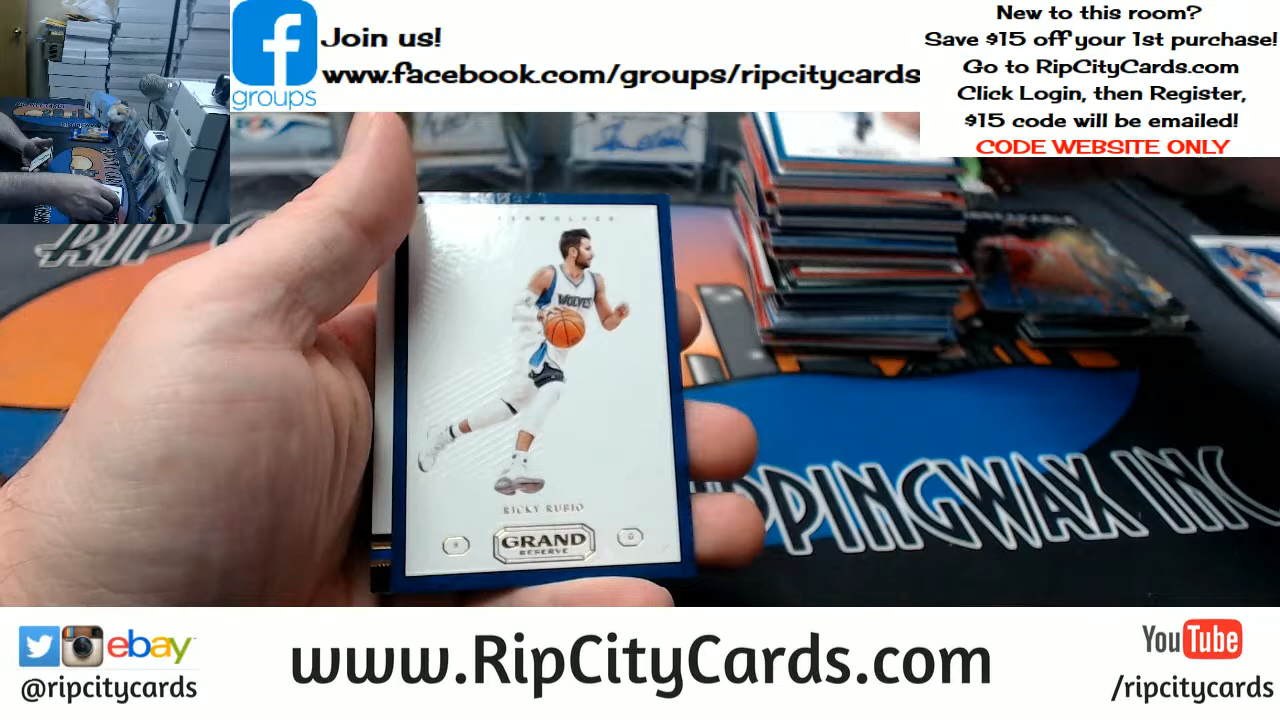 f
groups
Join us!
www.facebook.com/groups/ripcitycards
New to this room?
Save $15 off your 1st purchase!
Go to RipCityCards.com
Click Login, then Register,
$15 code will be emailed!
CODE WEBSITE ONLY
RIP
WOLVES
RICKY RUBIO
GRAND
RESERVE
G
PPINGWAX INC
ebay
@ripcitycards
www.RipCityCards.com
YouTube
/ripcitycards